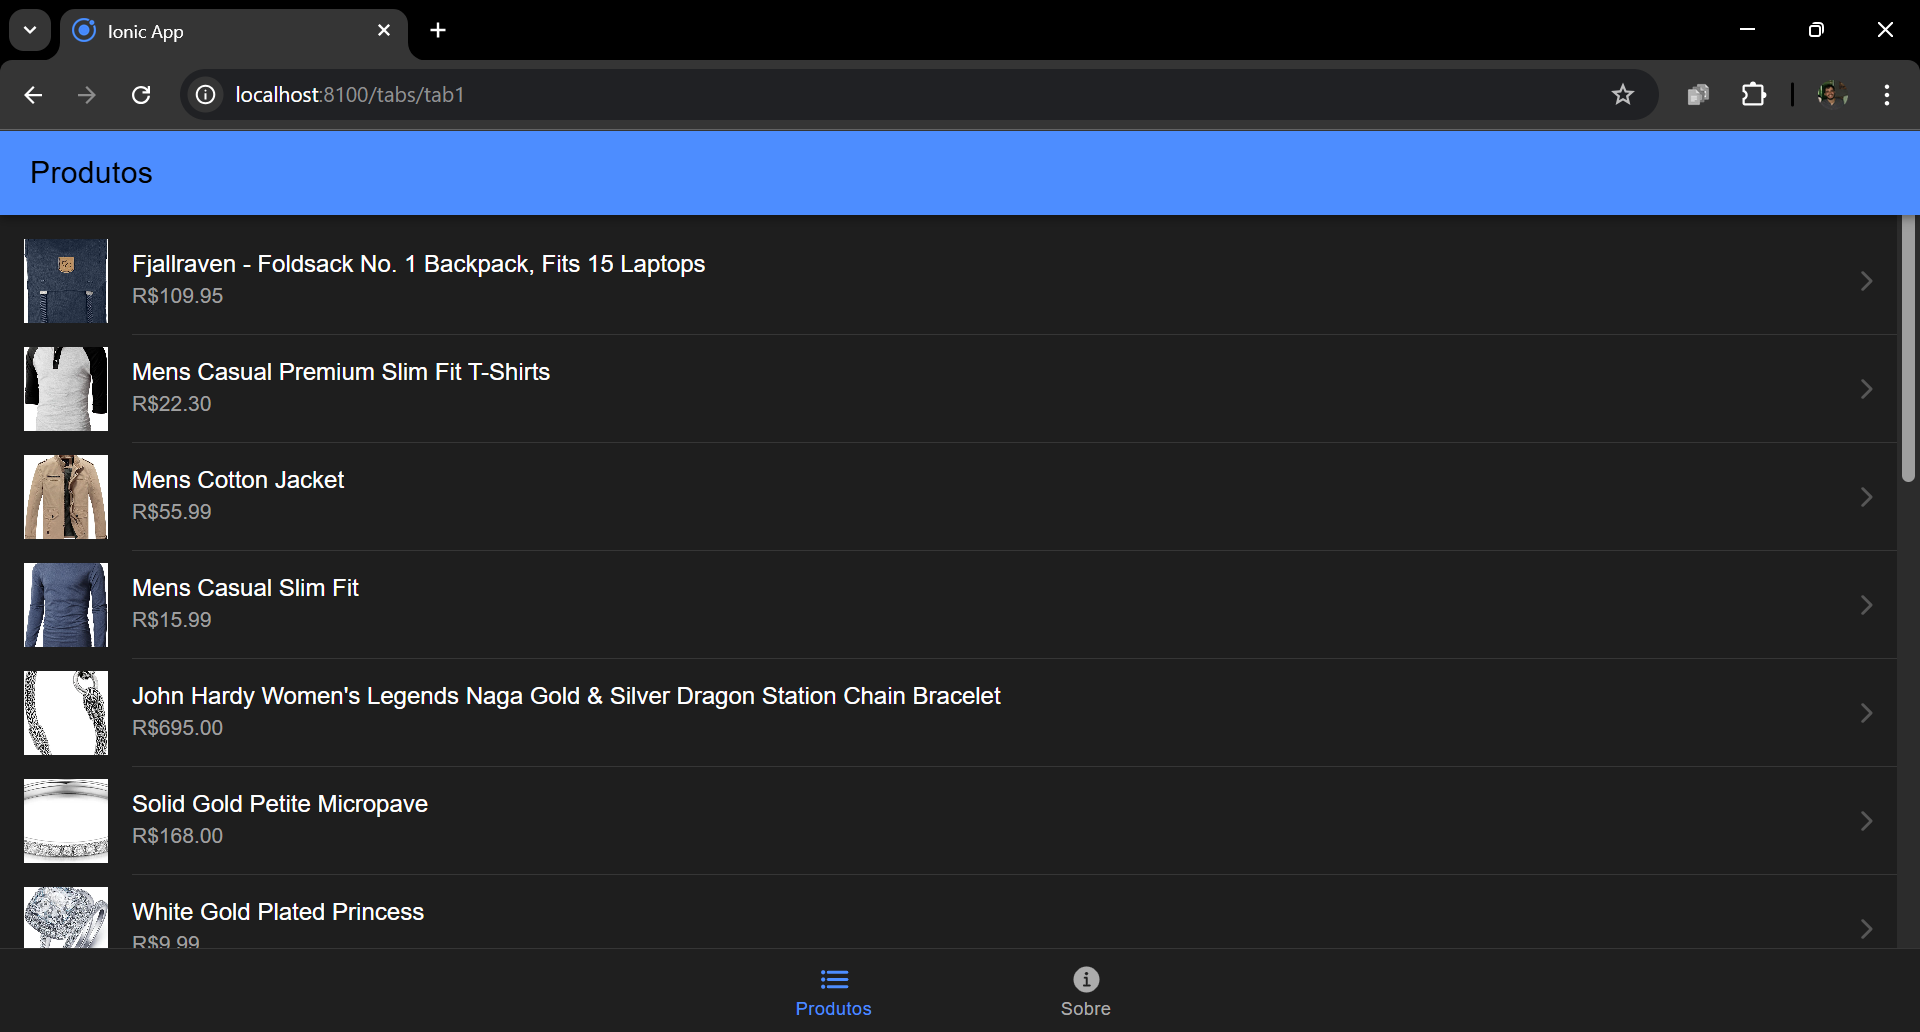 Ionic App
localhost:8100/tabs/tab1
Produtos
Fjallraven - Foldsack No. 1 Backpack, Fits 15 Laptops
R$109.95
Mens Casual Premium Slim Fit T-Shirts
R$22.30
Mens Cotton Jacket
R$55.99
Mens Casual Slim Fit
R$15.99
John Hardy Women's Legends Naga Gold & Silver Dragon Station Chain Bracelet
R$695.00
Solid Gold Petite Micropave
R$168.00
White Gold Plated Princess
R$9.99
Produtos
Sobre